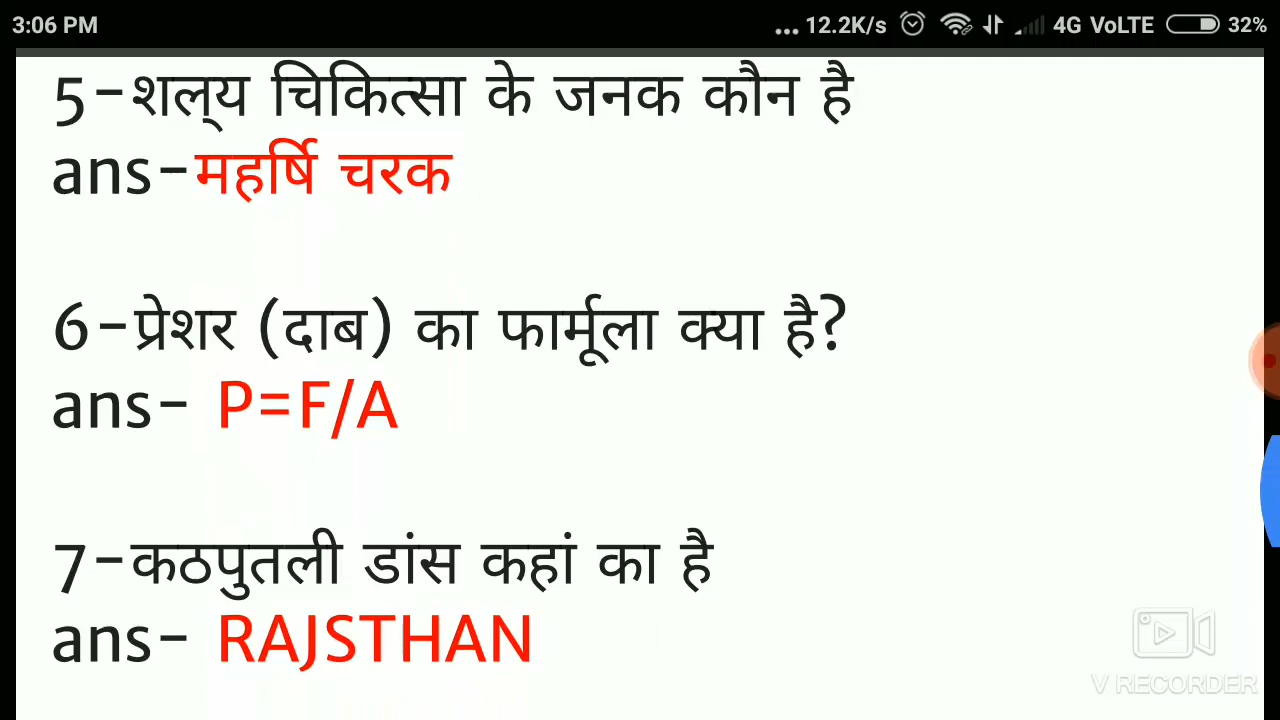 3:06 PM
... 12.2K/s 4G VoLTE 32%
5-शल्य चिकित्सा के जनक कौन है
ans-महर्षि चरक
6-प्रेशर (दाब) का फार्मूला क्या है?
ans- P=F/A
7-कठपुतली डांस कहां का है
ans- RAJSTHAN
V RECORDER